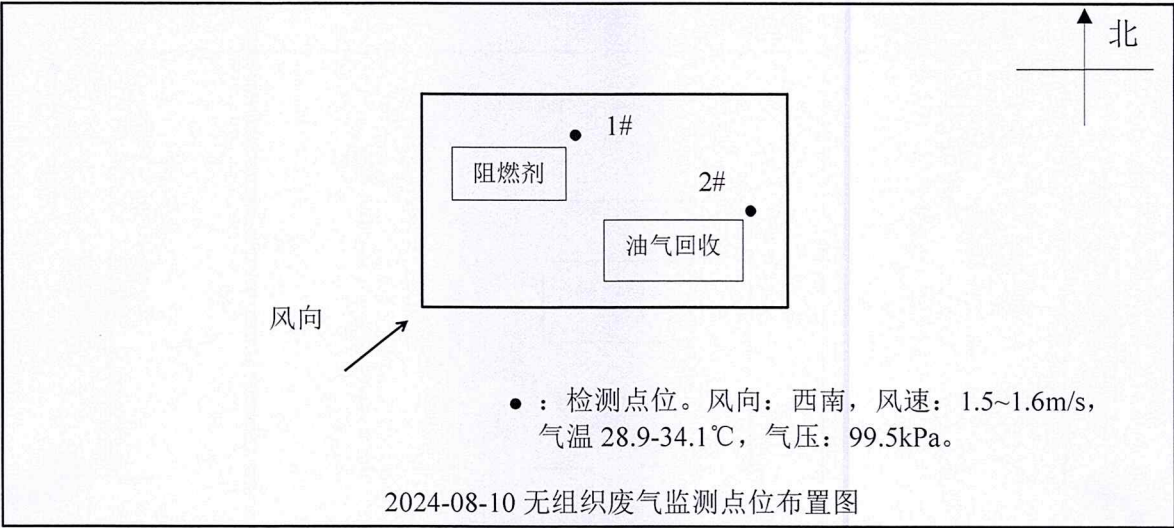 北
1#
阻燃剂
2#
油气回收
风向
●：检测点位。风向：西南，风速：1.5~1.6m/s，
气温 28.9-34.1℃，气压：99.5kPa。
2024-08-10 无组织废气监测点位布置图